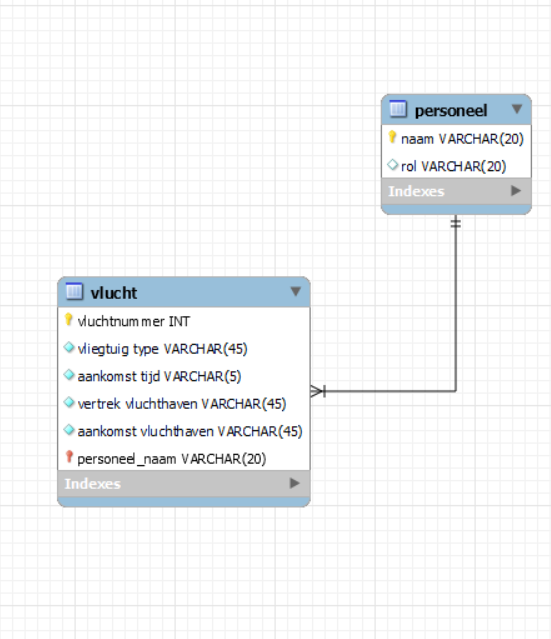 personeel
naam VARCHAR(20)
rol VARCHAR(20)
Indexes
vlucht
vluchtnummer INT
vliegtuig type VARCHAR(45)
aankomst tijd VARCHAR(5)
vertrek vluchthaven VARCHAR(45)
aankomst vluchthaven VARCHAR(45)
personeel_naam VARCHAR(20)
Indexes